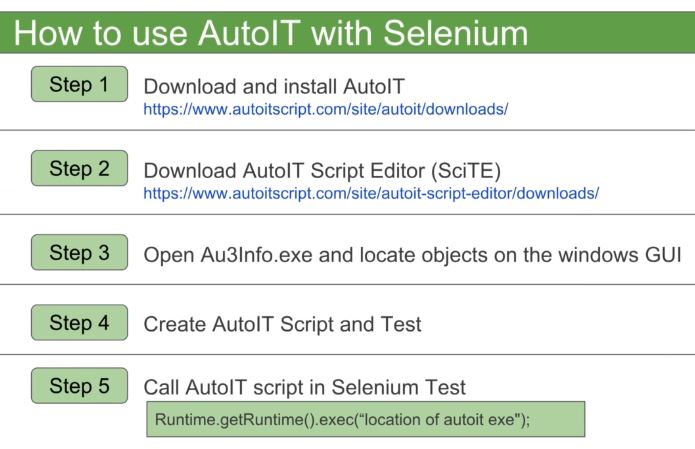 How to use AutoIT with Selenium
Step 1
Download and install AutoIT
https://www.autoitscript.com/site/autoit/downloads/
Step 2
Download AutoIT Script Editor (SciTE)
https://www.autoitscript.com/site/autoit-script-editor/downloads/
Step 3
Open Au3Info.exe and locate objects on the windows GUI
Step 4
Create AutoIT Script and Test
Step 5
Call AutoIT script in Selenium Test
Runtime.getRuntime().exec(“location of autoit exe");